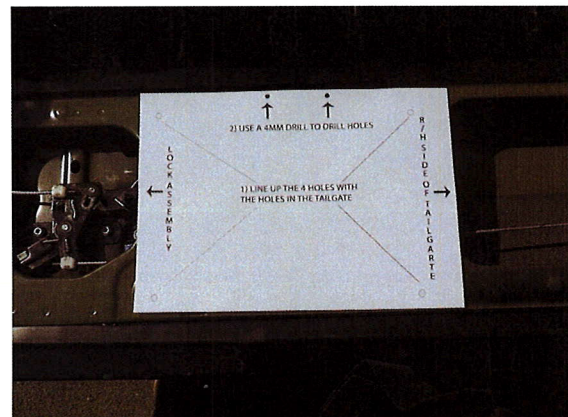 2) USE A 4MM DRILL TO DRILL HOLES
LOCK ASSEMBLY
1) LINE UP THE 4 HOLES WITH
THE HOLES IN THE TAILGATE
R/H SIDE OF TAILGARTE